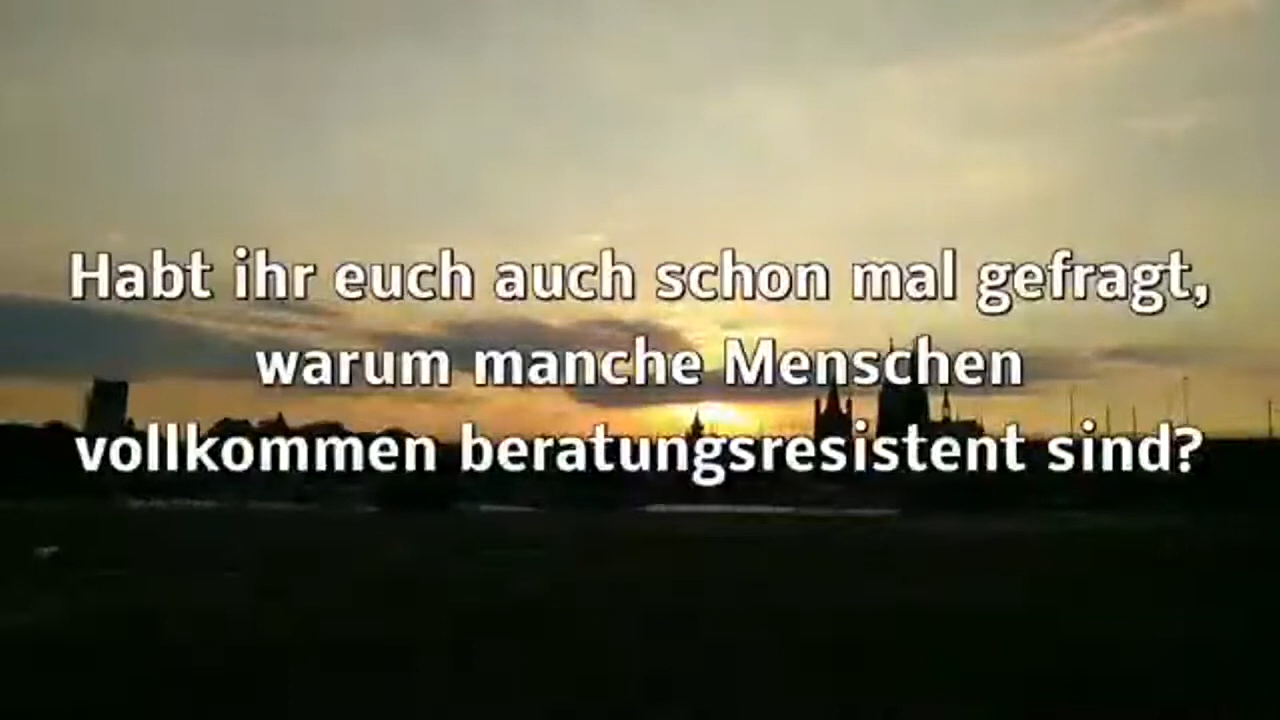 Habt ihr euch auch schon mal gefragt,
warum manche Menschen
vollkommen beratungsresistent sind?